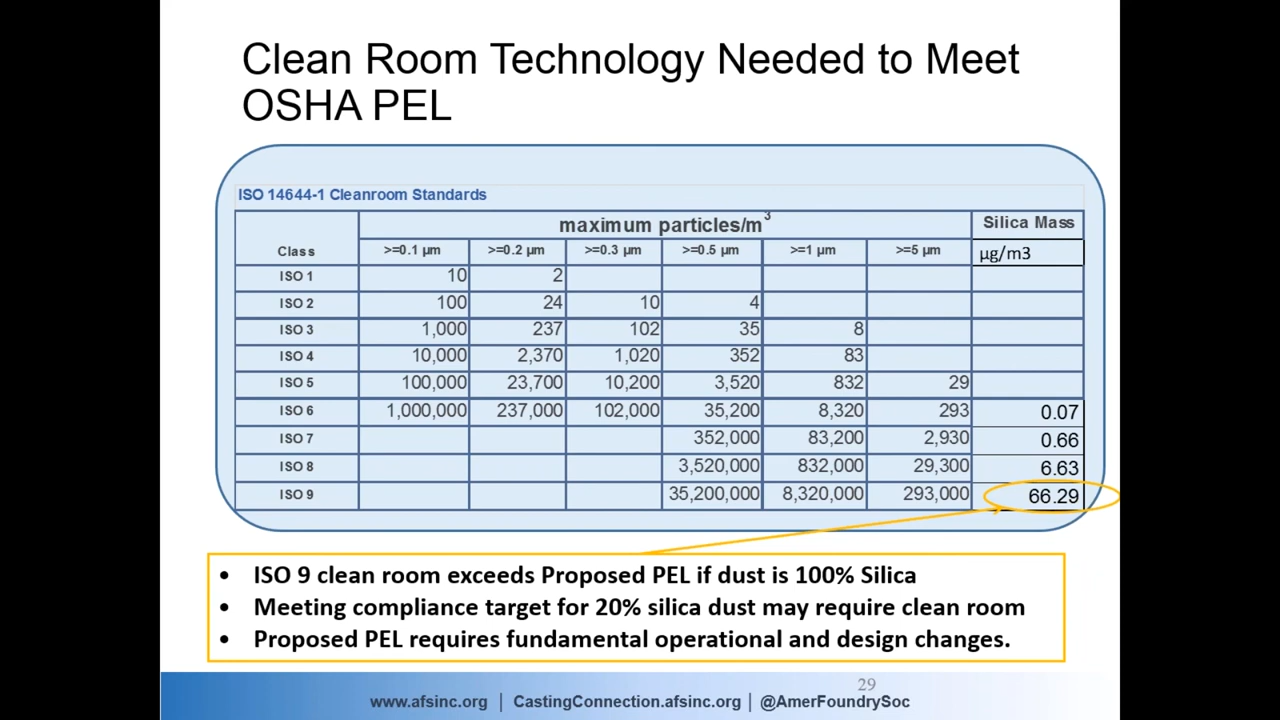 Clean Room Technology Needed to Meet
OSHA PEL
ISO 14644-1 Cleanroom Standards
Class maximum particles/m3 Silica Mass
>=0.1 µm >=0.2 µm >=0.3 µm >=0.5 µm >=1 µm >=5 µm µg/m3
ISO 1 10 2
ISO 2 100 24 10 4
ISO 3 1,000 237 102 35 8
ISO 4 10,000 2,370 1,020 352 83
ISO 5 100,000 23,700 10,200 3,520 832 29
ISO 6 1,000,000 237,000 102,000 35,200 8,320 293 0.07
ISO 7 352,000 83,200 2,930 0.66
ISO 8 3,520,000 832,000 29,300 6.63
ISO 9 35,200,000 8,320,000 293,000 66.29
• ISO 9 clean room exceeds Proposed PEL if dust is 100% Silica
• Meeting compliance target for 20% silica dust may require clean room
• Proposed PEL requires fundamental operational and design changes.
29
www.afsinc.org | CastingConnection.afsinc.org | @AmerFoundrySoc